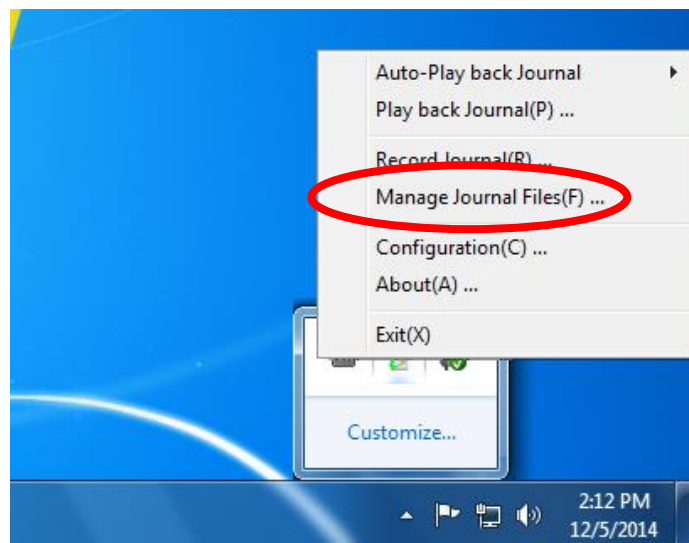 Auto-Play back Journal
Play back Journal(P) ...
Record Journal(R) ...
Manage Journal Files(F) ...
Configuration(C) ...
About(A) ...
Exit(X)
Customize...
2:12 PM
12/5/2014